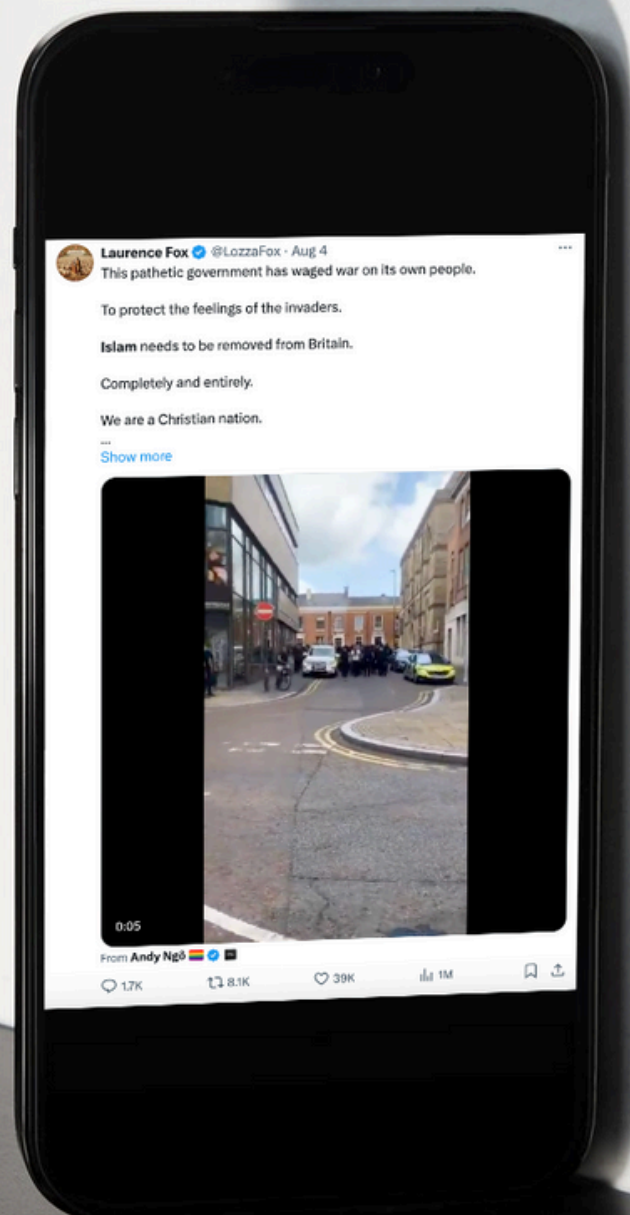 Laurence Fox @LozzaFox · Aug 4
This pathetic government has waged war on its own people.
To protect the feelings of the invaders.
Islam needs to be removed from Britain.
Completely and entirely.
We are a Christian nation.
...
Show more
0:05
From Andy Ngô
1.7K 8.1K 39K 1M